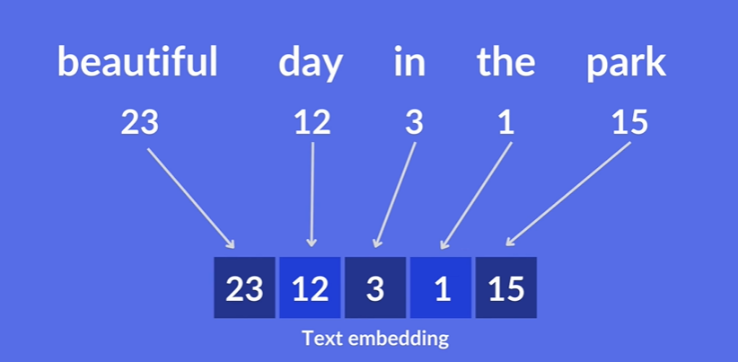 beautiful day in the park
23 12 3 1 15
23 12 3 1 15
Text embedding